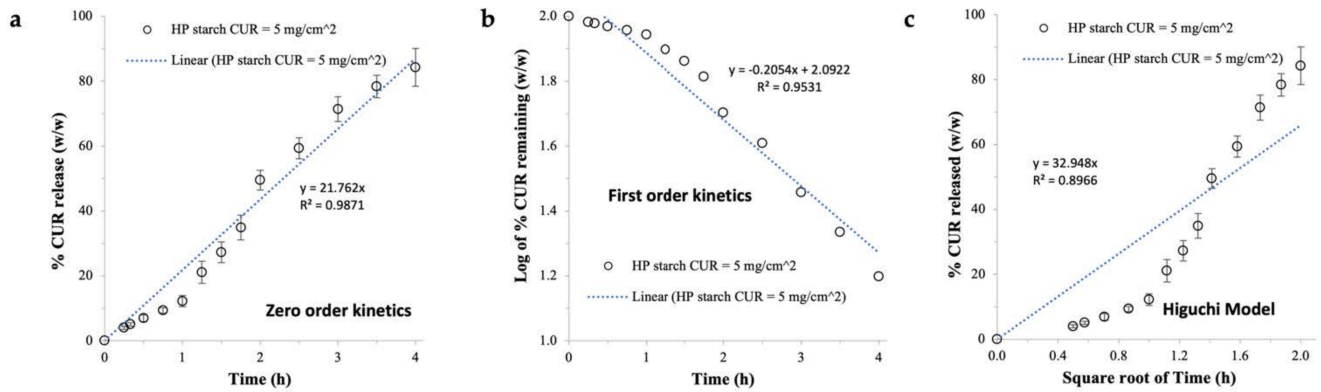 a
% CUR release (w/w)
100
80
60
40
20
0
HP starch CUR = 5 mg/cm^2
Linear (HP starch CUR = 5 mg/cm^2)
y = 21.762x
R² = 0.9871
Zero order kinetics
0 1 2 3 4
Time (h)
b
Log of % CUR remaining (w/w)
2.0
1.8
1.6
1.4
1.2
1.0
y = -0.2054x + 2.0922
R² = 0.9531
First order kinetics
HP starch CUR = 5 mg/cm^2
Linear (HP starch CUR = 5 mg/cm^2)
0 1 2 3 4
Time (h)
c
% CUR released (w/w)
100
80
60
40
20
0
HP starch CUR = 5 mg/cm^2
Linear (HP starch CUR = 5 mg/cm^2)
y = 32.948x
R² = 0.8966
Higuchi Model
0.0 0.4 0.8 1.2 1.6 2.0
Square root of Time (h)